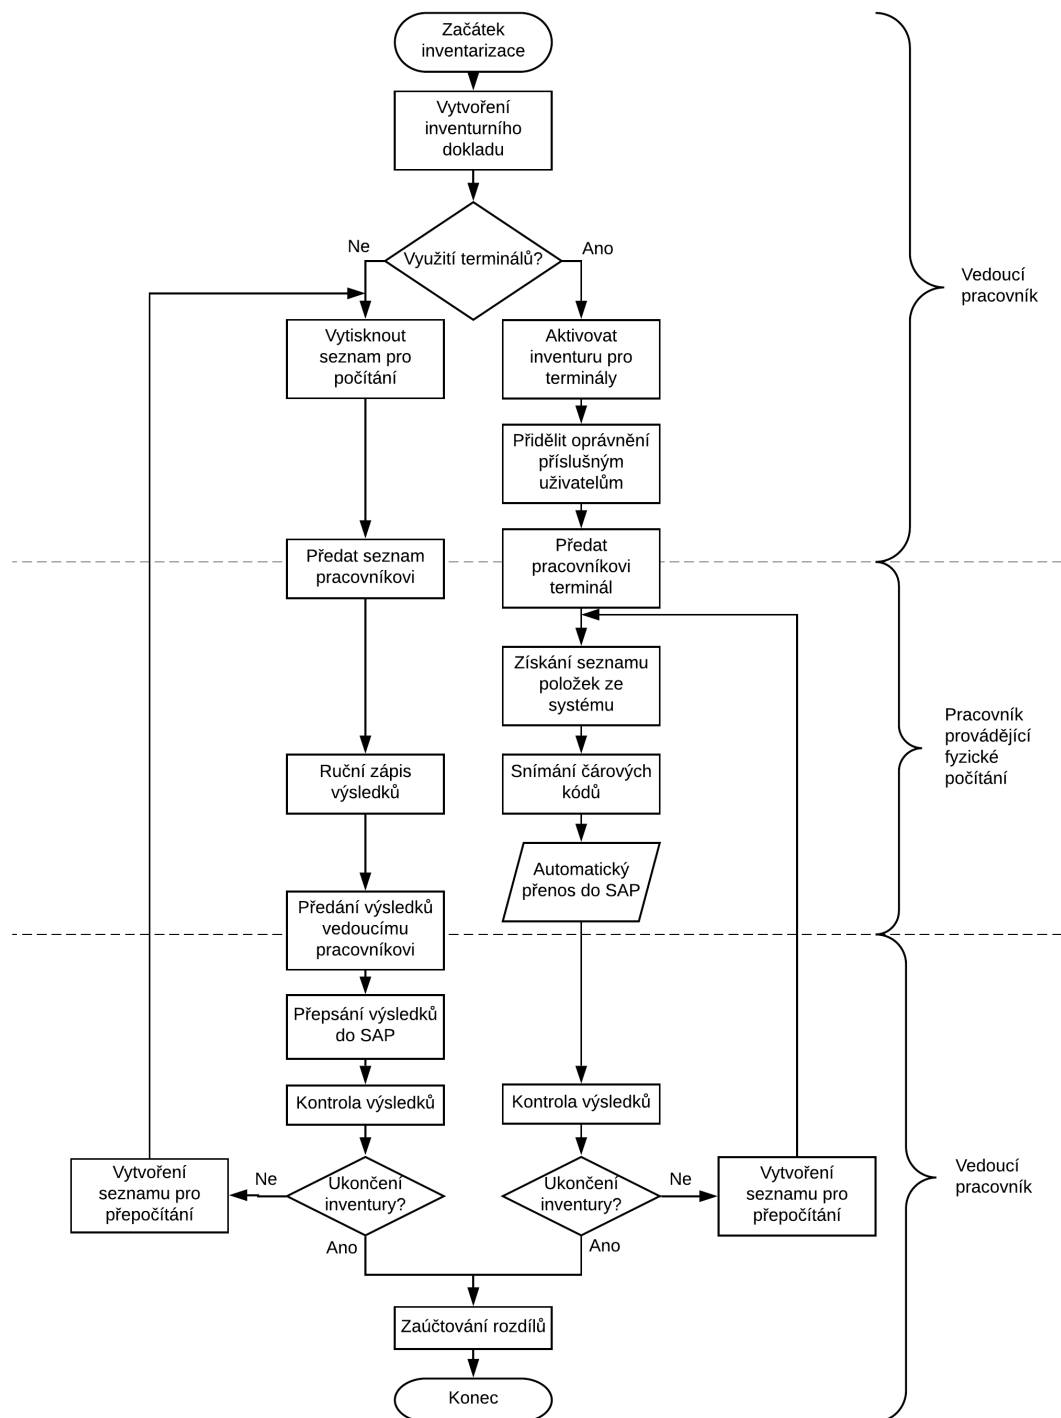 Začátek
inventarizace
Vytvoření
inventurního
dokladu
Využití terminálů?
Ne
Ano
Vedoucí
pracovník
Vytisknout
seznam pro
počítání
Aktivovat
inventuru pro
terminály
Přidělit oprávnění
příslušným
uživatelům
Předat seznam
pracovníkovi
Předat
pracovníkovi
terminál
Získání seznamu
položek ze
systému
Pracovník
provádějící
fyzické
počítání
Ruční zápis
výsledků
Snímání čárových
kódů
Automatický
přenos do SAP
Předání výsledků
vedoucímu
pracovníkovi
Přepsání výsledků
do SAP
Kontrola výsledků
Kontrola výsledků
Vytvoření
seznamu pro
přepočítání
Ne
Ukončení
inventury?
Ano
Ukončení
inventury?
Ne
Ano
Vytvoření
seznamu pro
přepočítání
Vedoucí
pracovník
Zaúčtování rozdílů
Konec